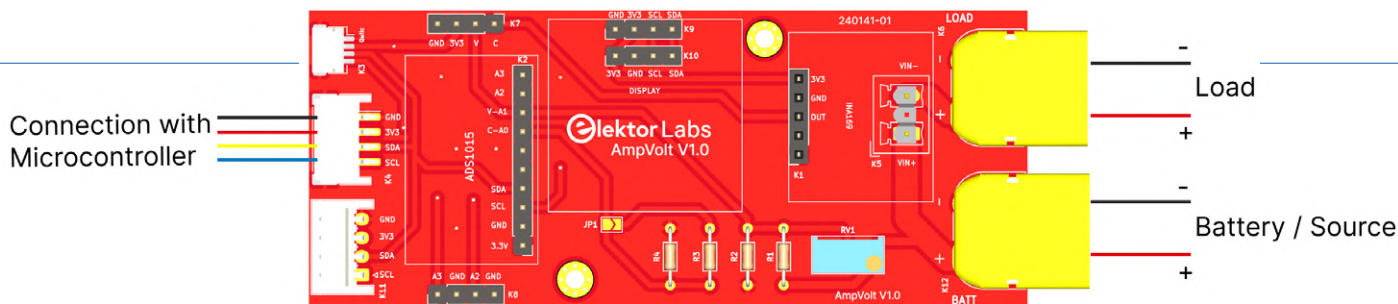 Connection with
Microcontroller
Qwiic
K3
GND 3V3 V C
K7
GND
3V3
SDA
SCL
K4
GND
3V3
SDA
SCL
K11
ADS1015
K2
A3
A2
V-A1
C-A0
SDA
SCL
GND
3.3V
A3 GND A2 GND
K8
GND 3V3 SCL SDA
K9
K10
3V3 GND SCL SDA
DISPLAY
elektor Labs
AmpVolt V1.0
JP1
R4
R3
R2
R1
RV1
AmpVolt V1.0
240141-01
3V3
GND
OUT
K1
INA169
VIN-
K5
VIN+
LOAD
K6
-
+
-
Load
+
-
+
K12
BATT
-
Battery / Source
+